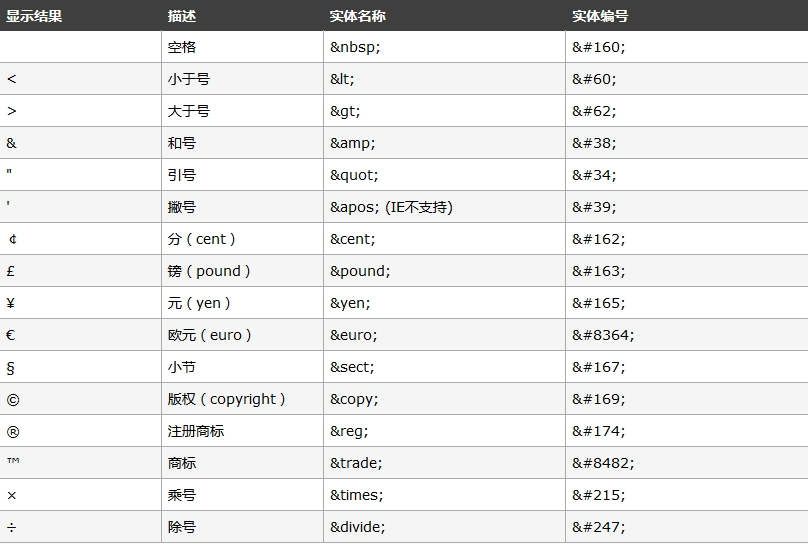 显示结果 描述 实体名称 实体编号
空格 &nbsp; &#160;
< 小于号 &lt; &#60;
> 大于号 &gt; &#62;
& 和号 &amp; &#38;
" 引号 &quot; &#34;
' 撇号 &apos; (IE不支持) &#39;
¢ 分（cent） &cent; &#162;
£ 镑（pound） &pound; &#163;
¥ 元（yen） &yen; &#165;
€ 欧元（euro） &euro; &#8364;
§ 小节 &sect; &#167;
© 版权（copyright） &copy; &#169;
® 注册商标 &reg; &#174;
™ 商标 &trade; &#8482;
× 乘号 &times; &#215;
÷ 除号 &divide; &#247;